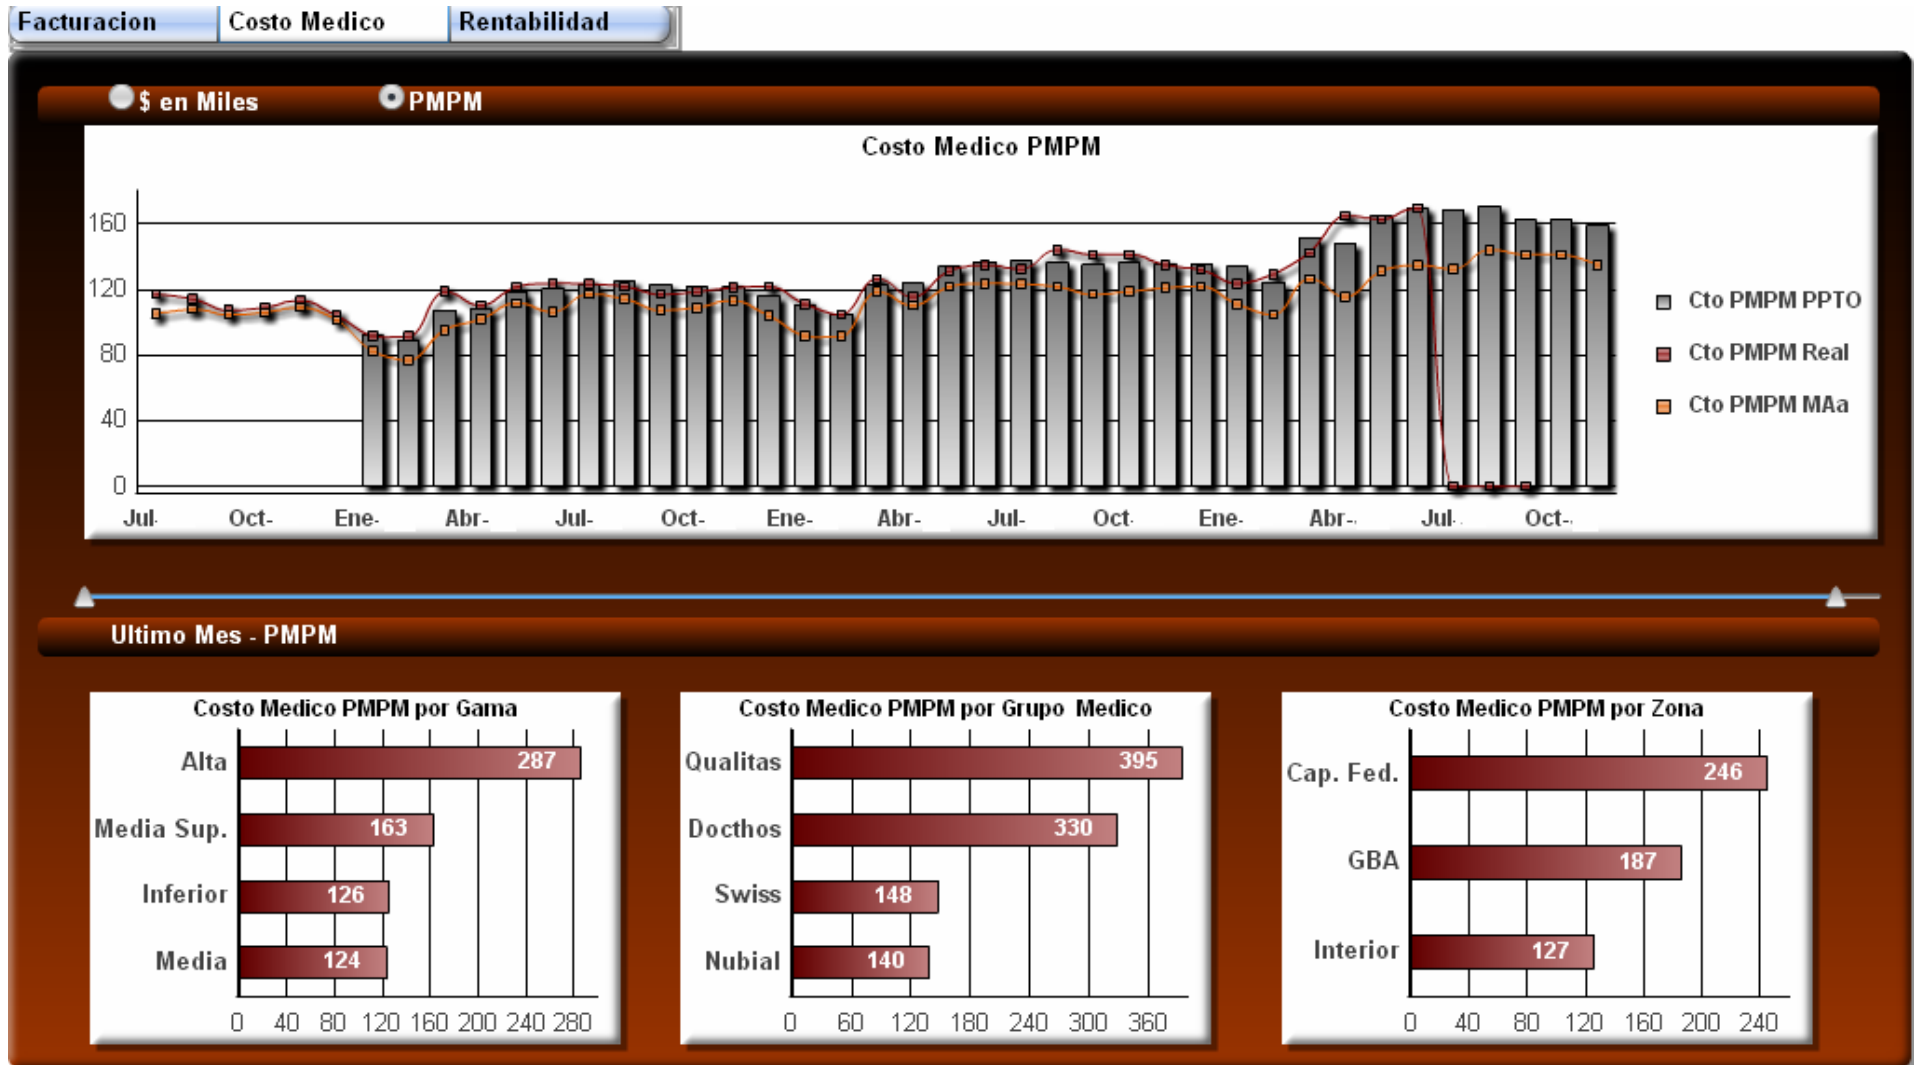 Facturacion Costo Medico Rentabilidad
$ en Miles PMPM
Costo Medico PMPM
160
120
80
40
0
Jul- Oct- Ene- Abr- Jul- Oct- Ene- Abr- Jul- Oct- Ene- Abr- Jul- Oct-
Cto PMPM PPTO
Cto PMPM Real
Cto PMPM MAa
Ultimo Mes - PMPM
Costo Medico PMPM por Gama
Alta 287
Media Sup. 163
Inferior 126
Media 124
0 40 80 120 160 200 240 280
Costo Medico PMPM por Grupo Medico
Qualitas 395
Docthos 330
Swiss 148
Nubial 140
0 60 120 180 240 300 360
Costo Medico PMPM por Zona
Cap. Fed. 246
GBA 187
Interior 127
0 40 80 120 160 200 240